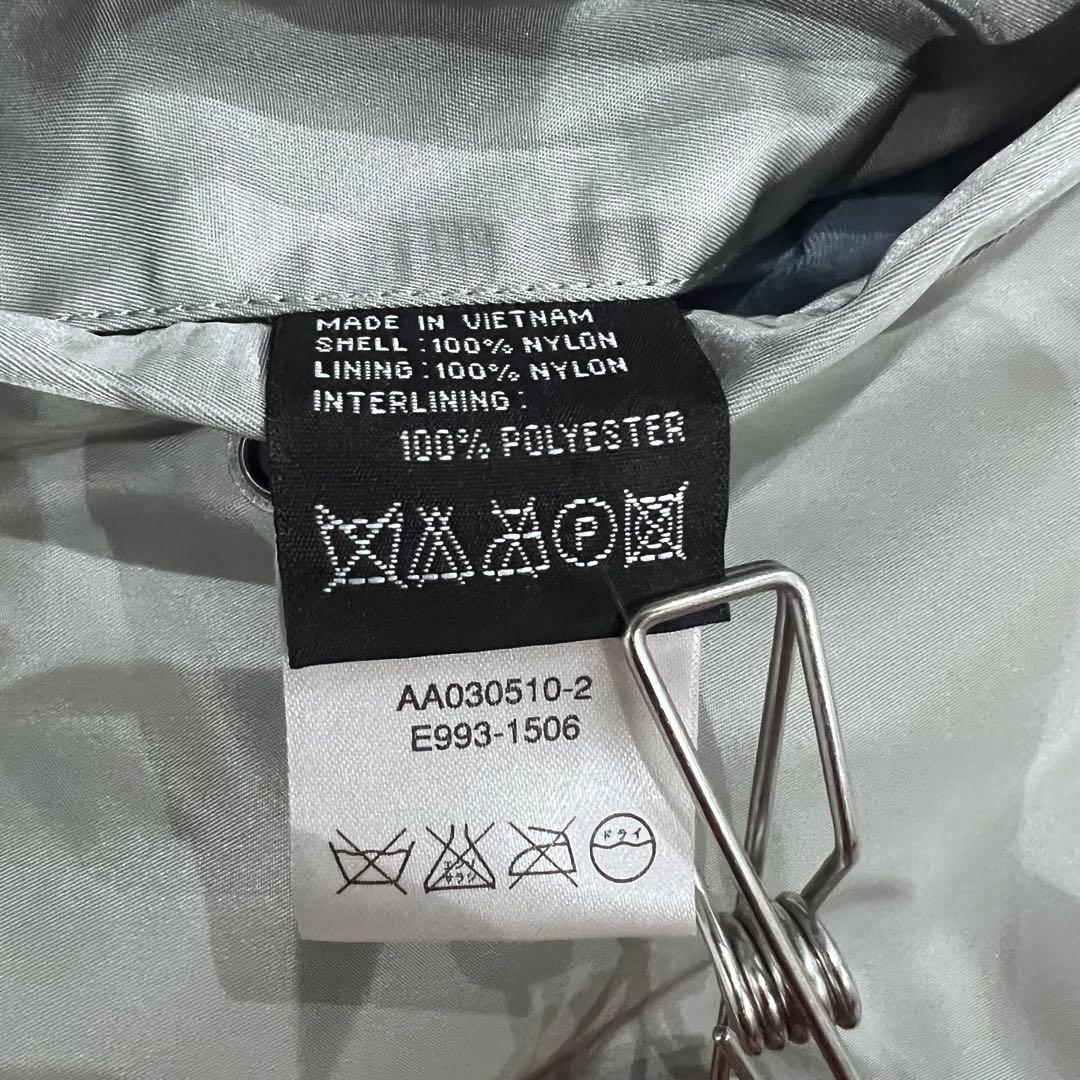 MADE IN VIETNAM
SHELL : 100% NYLON
LINING : 100% NYLON
INTERLINING :
100% POLYESTER
P
AA030510-2
E993-1506
エンソ
サラシ
ドライ